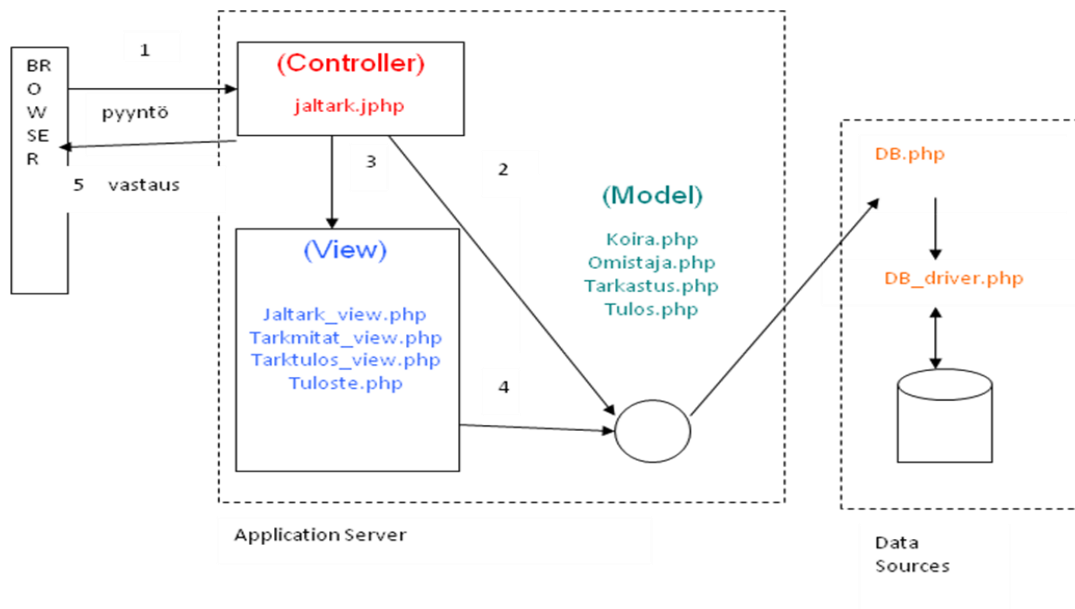 BR
O
W
SE
R
1
pyyntö
5 vastaus
(Controller)
jaltark.jphp
3
2
(View)
Jaltark_view.php
Tarkmitat_view.php
Tarktulos_view.php
Tuloste.php
4
(Model)
Koira.php
Omistaja.php
Tarkastus.php
Tulos.php
DB.php
DB_driver.php
Application Server
Data
Sources